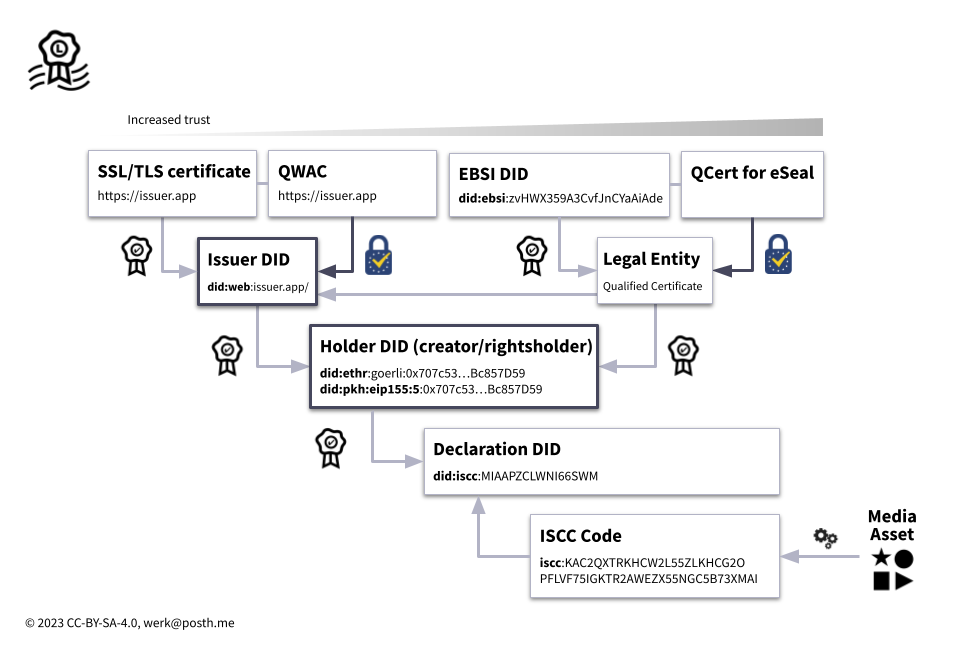 L
Increased trust
SSL/TLS certificate
https://issuer.app
QWAC
https://issuer.app
EBSI DID
did:ebsi:zvHWX359A3CvfJnCYaAiAde
QCert for eSeal
Issuer DID
did:web:issuer.app/
Legal Entity
Qualified Certificate
Holder DID (creator/rightsholder)
did:ethr:goerli:0x707c53…Bc857D59
did:pkh:eip155:5:0x707c53…Bc857D59
Declaration DID
did:iscc:MIAAPZCLWNI66SWM
ISCC Code
iscc:KAC2QXTRKHCW2L55ZLKHCG2O
PFLVF75IGKTR2AWEZX55NGC5B73XMAI
Media
Asset
© 2023 CC-BY-SA-4.0, werk@posth.me